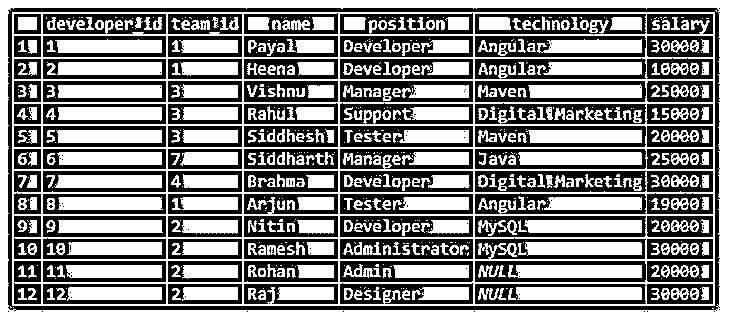 developer_id team_id name position technology salary
1 1 1 Payal Developer Angular 30000
2 2 1 Heena Developer Angular 10000
3 3 3 Vishnu Manager Maven 25000
4 4 3 Rahul Support Digital Marketing 15000
5 5 3 Siddhesh Tester Maven 20000
6 6 7 Siddharth Manager Java 25000
7 7 4 Brahma Developer Digital Marketing 30000
8 8 1 Arjun Tester Angular 19000
9 9 2 Nitin Developer MySQL 20000
10 10 2 Ramesh Administrator MySQL 30000
11 11 2 Rohan Admin NULL 20000
12 12 2 Raj Designer NULL 30000